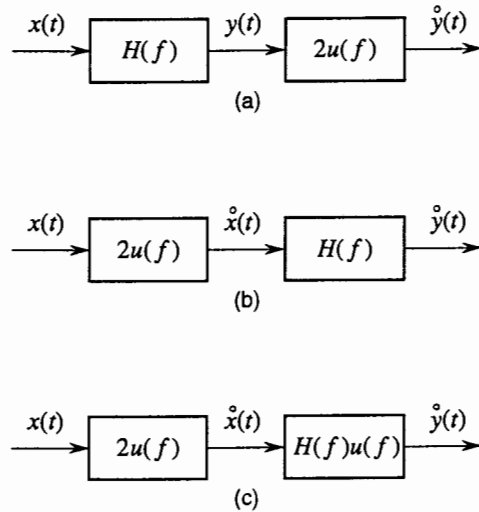 x(t) H(f) y(t) 2u(f) ẙ(t)
(a)
x(t) 2u(f) x̊(t) H(f) ẙ(t)
(b)
x(t) 2u(f) x̊(t) H(f)u(f) ẙ(t)
(c)